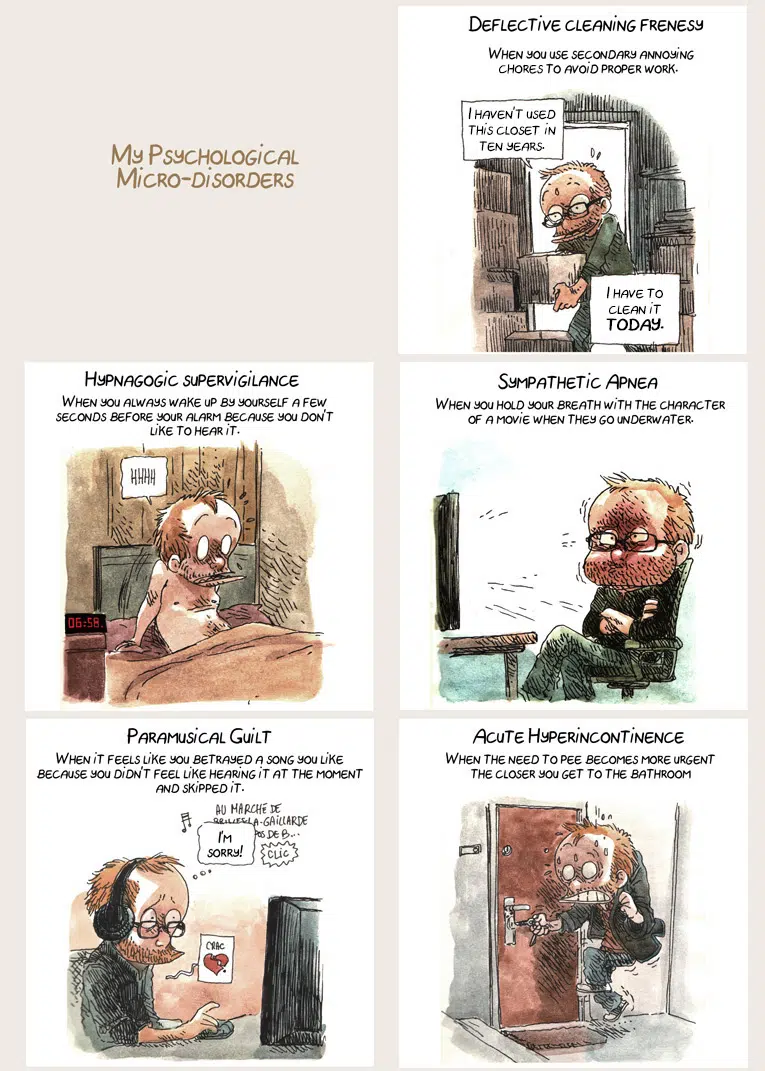 My Psychological
Micro-disorders
Deflective cleaning frenesy
When you use secondary annoying
chores to avoid proper work.
I haven't used
this closet in
ten years.
I have to
clean it
TODAY.
Hypnagogic supervigilance
When you always wake up by yourself a few
seconds before your alarm because you don't
like to hear it.
HHHH
06:58.
Sympathetic Apnea
When you hold your breath with the character
of a movie when they go underwater.
Paramusical Guilt
When it feels like you betrayed a song you like
because you didn't feel like hearing it at the moment
and skipped it.
AU MARCHÉ DE
A-GAILLARDE
I'm
sorry!
OS DE B...
CLIC
CRAC
Acute Hyperincontinence
When the need to pee becomes more urgent
the closer you get to the bathroom